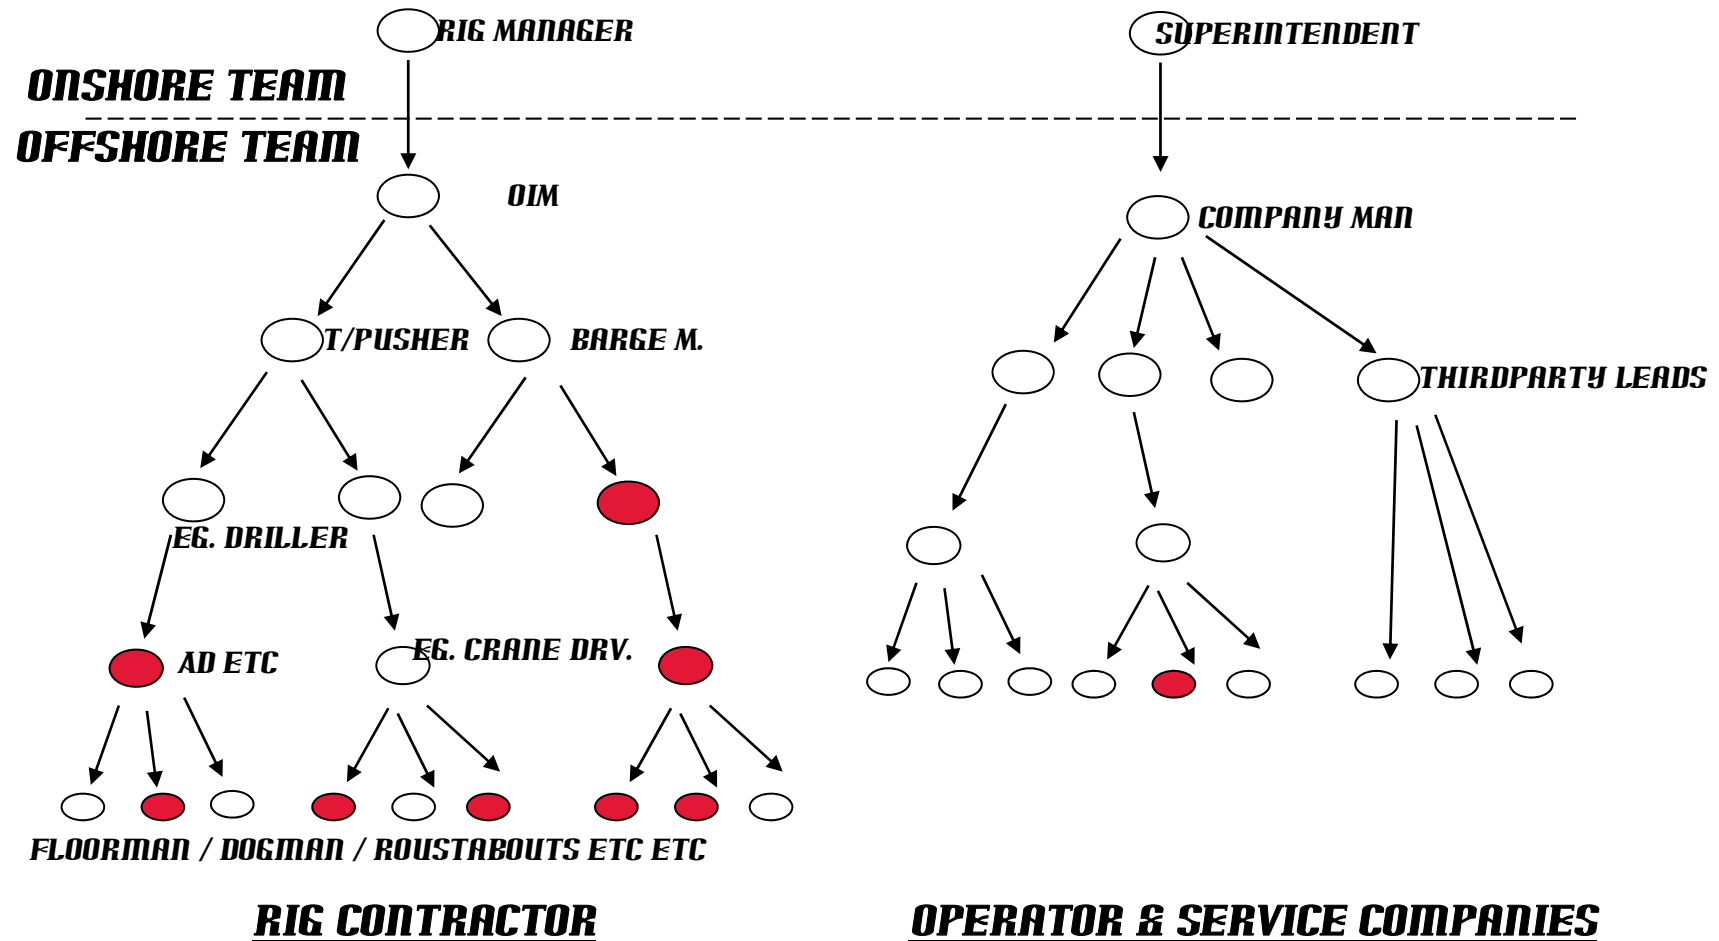 RIG MANAGER
SUPERINTENDENT
ONSHORE TEAM
OFFSHORE TEAM
OIM
COMPANY MAN
T/PUSHER
BARGE M.
THIRDPARTY LEADS
EG. DRILLER
AD ETC
EG. CRANE DRV.
FLOORMAN / DOGMAN / ROUSTABOUTS ETC ETC
RIG CONTRACTOR
OPERATOR & SERVICE COMPANIES